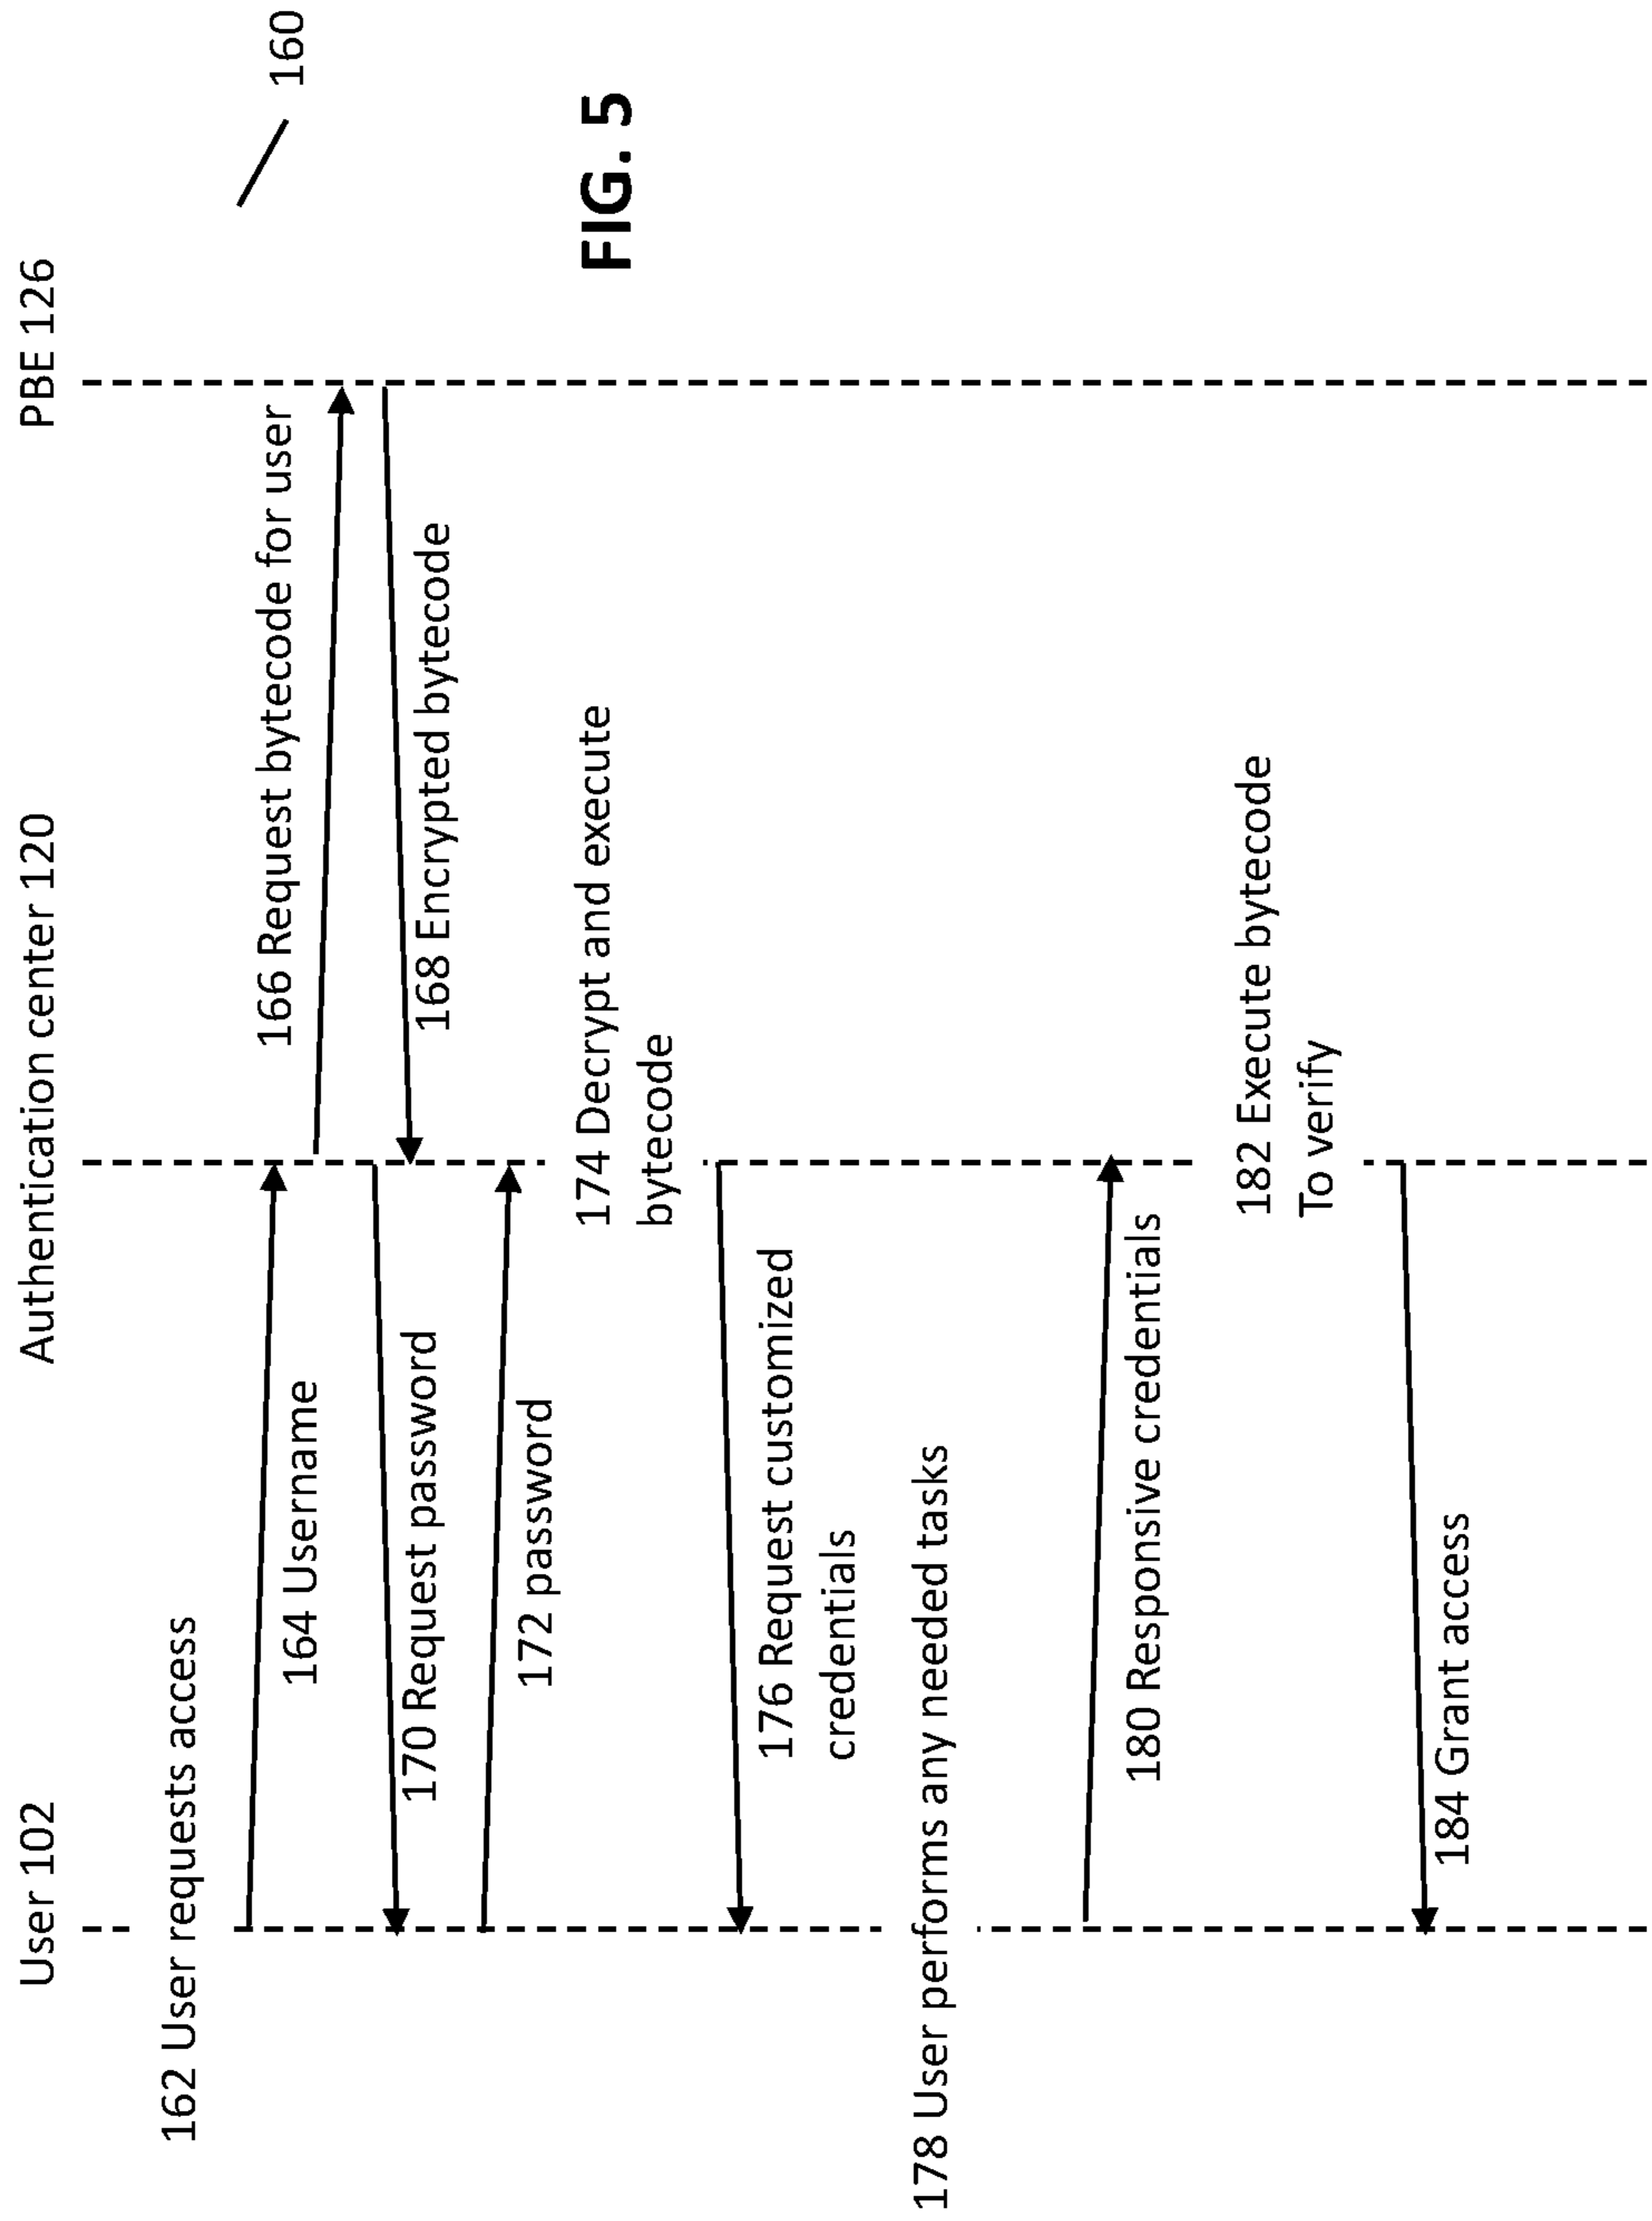 User 102
Authentication center 120
PBE 126
160
162 User requests access
164 Username
166 Request bytecode for user
168 Encrypted bytecode
170 Request password
172 password
174 Decrypt and execute
bytecode
176 Request customized
credentials
178 User performs any needed tasks
180 Responsive credentials
182 Execute bytecode
To verify
184 Grant access
FIG. 5